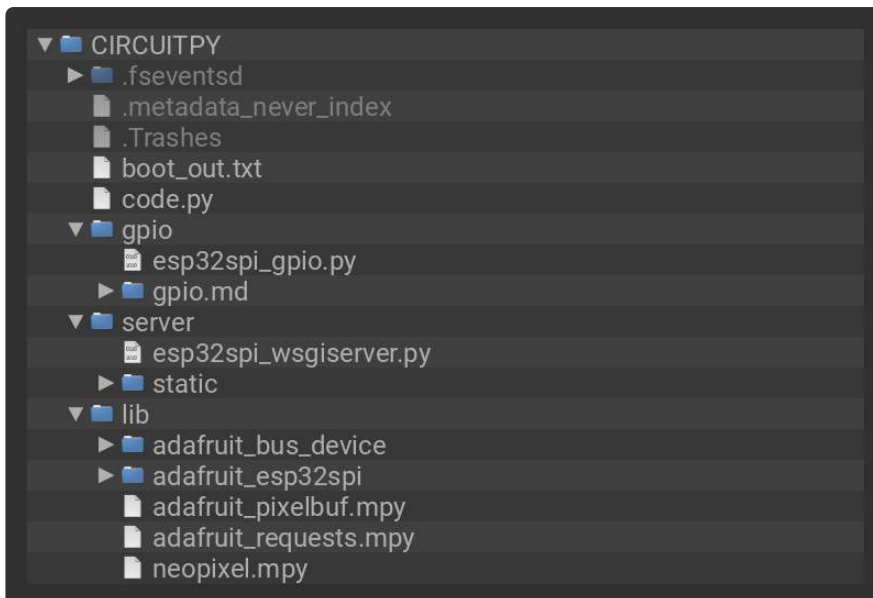 CIRCUITPY
.fseventsd
.metadata_never_index
.Trashes
boot_out.txt
code.py
gpio
esp32spi_gpio.py
gpio.md
server
esp32spi_wsgiserver.py
static
lib
adafruit_bus_device
adafruit_esp32spi
adafruit_pixelbuf.mpy
adafruit_requests.mpy
neopixel.mpy